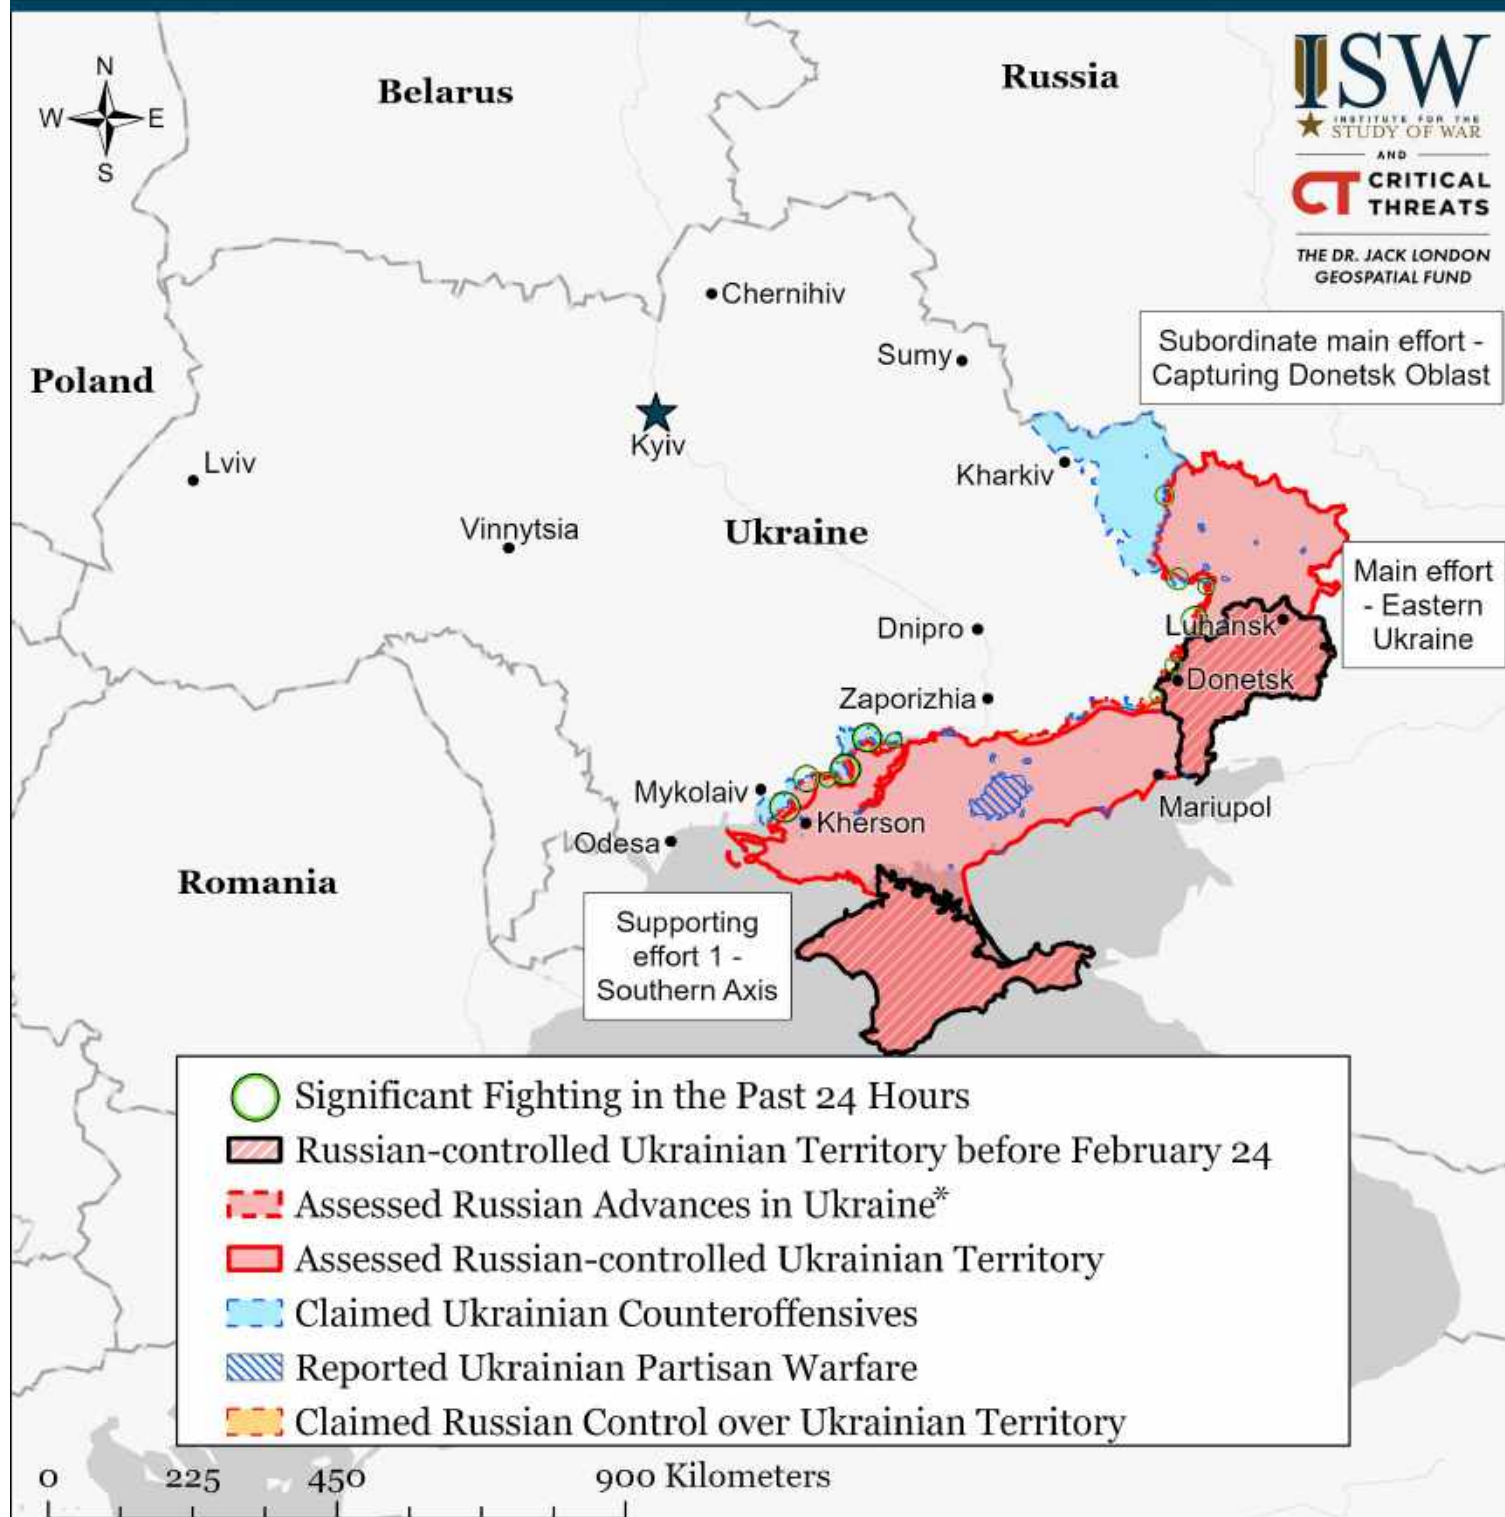 N
W
E
S
Belarus
Russia
ISW
INSTITUTE FOR THE
STUDY OF WAR
AND
CT CRITICAL
THREATS
THE DR. JACK LONDON
GEOSPATIAL FUND
Chernihiv
Subordinate main effort -
Capturing Donetsk Oblast
Sumy
Poland
Kyiv
Lviv
Kharkiv
Vinnytsia
Ukraine
Main effort
- Eastern
Ukraine
Dnipro
Luhansk
Donetsk
Zaporizhia
Mykolaiv
Mariupol
Kherson
Odesa
Romania
Supporting
effort 1 -
Southern Axis
Significant Fighting in the Past 24 Hours
Russian-controlled Ukrainian Territory before February 24
Assessed Russian Advances in Ukraine*
Assessed Russian-controlled Ukrainian Territory
Claimed Ukrainian Counteroffensives
Reported Ukrainian Partisan Warfare
Claimed Russian Control over Ukrainian Territory
0 225 450 900 Kilometers